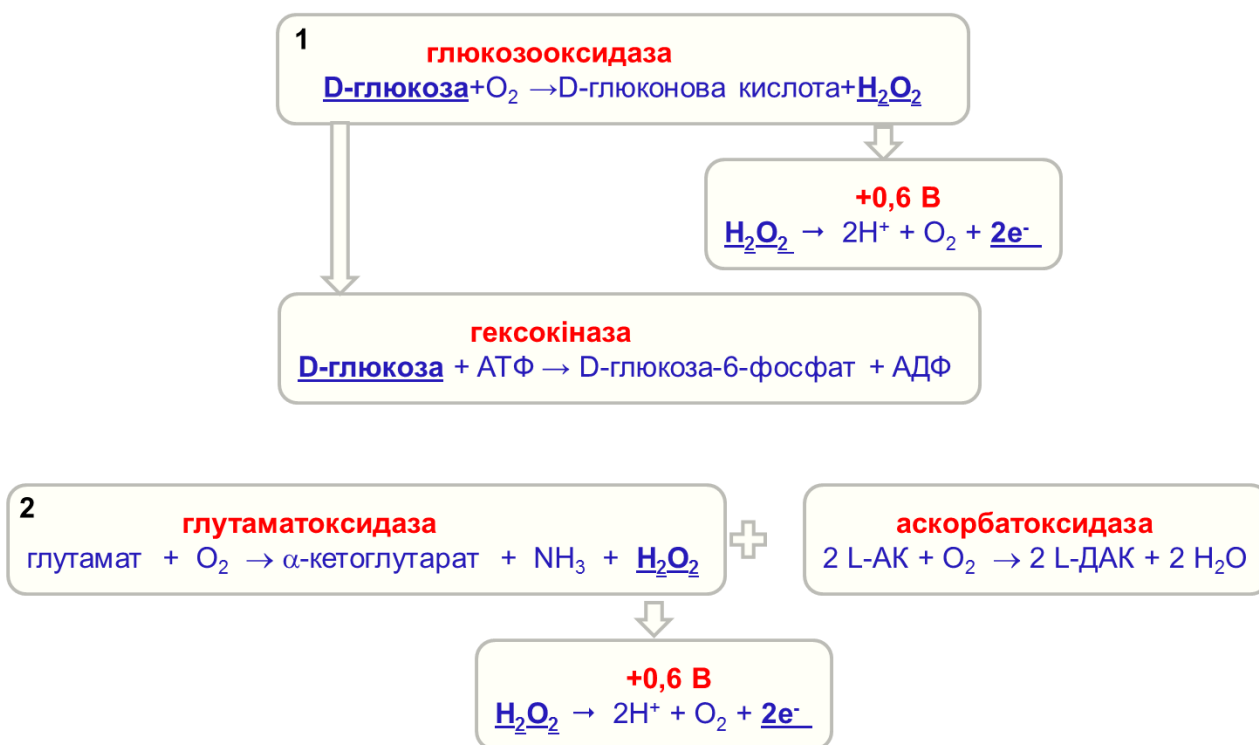 1
глюкозооксидаза
D-глюкоза+O₂ →D-глюконова кислота+H₂O₂
+0,6 В
H₂O₂ → 2H⁺ + O₂ + 2e⁻
гексокіназа
D-глюкоза + АТФ → D-глюкоза-6-фосфат + АДФ
2
глутаматоксидаза
глутамат + O₂ → α-кетоглутарат + NH₃ + H₂O₂
аскорбатоксидаза
2 L-АК + O₂ → 2 L-ДАК + 2 H₂O
+0,6 В
H₂O₂ → 2H⁺ + O₂ + 2e⁻